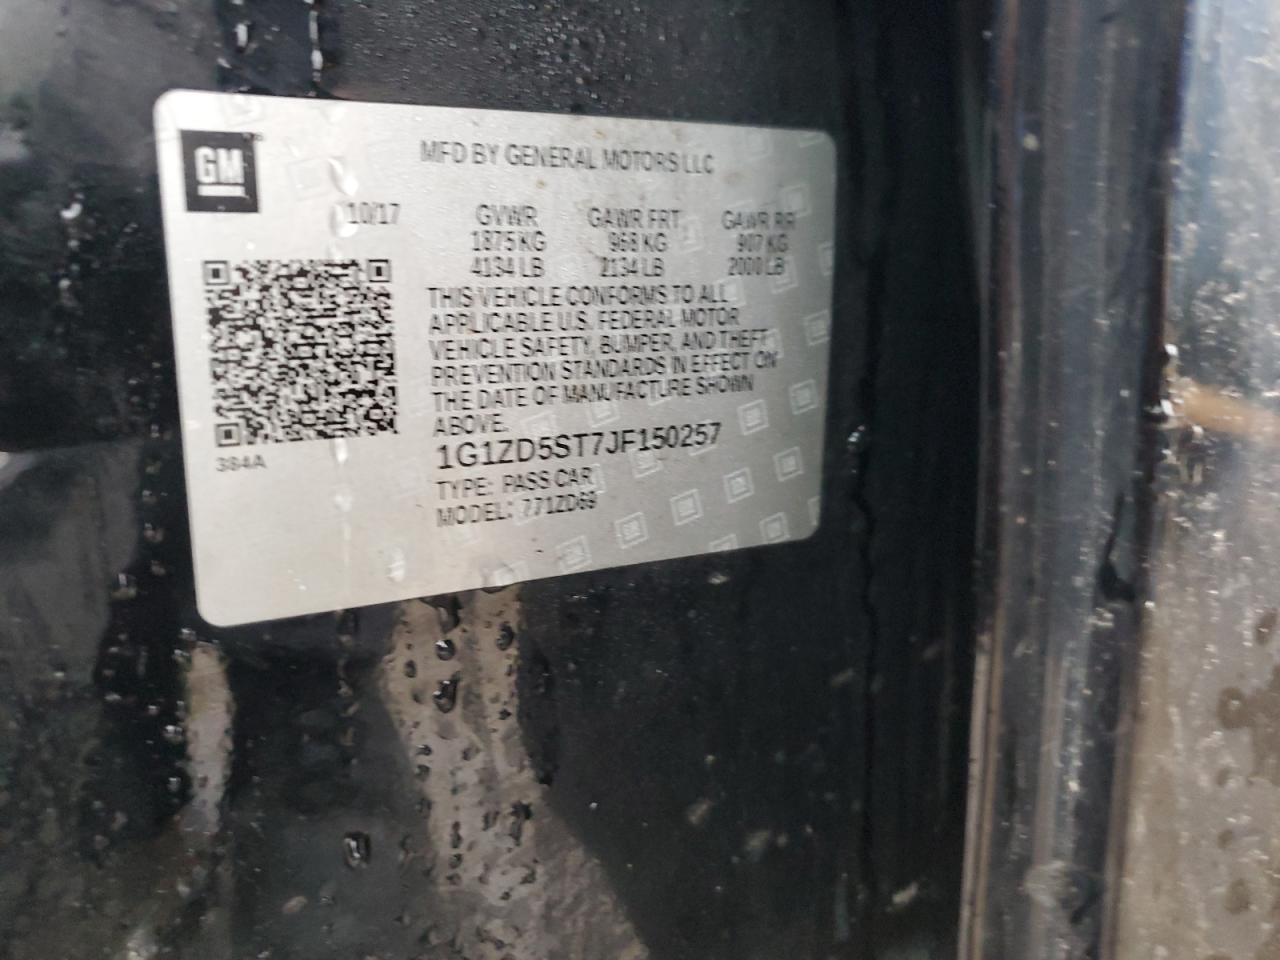 GM
MFD BY GENERAL MOTORS LLC
10/17 GVWR GAWR FRT GAWR RR
1875 KG 968 KG 907 KG
4134 LB 2134 LB 2000 LB
THIS VEHICLE CONFORMS TO ALL
APPLICABLE U.S. FEDERAL MOTOR
VEHICLE SAFETY, BUMPER, AND THEFT
PREVENTION STANDARDS IN EFFECT ON
THE DATE OF MANUFACTURE SHOWN
ABOVE.
384A
1G1ZD5ST7JF150257
TYPE: PASS CAR
MODEL: 771ZD69